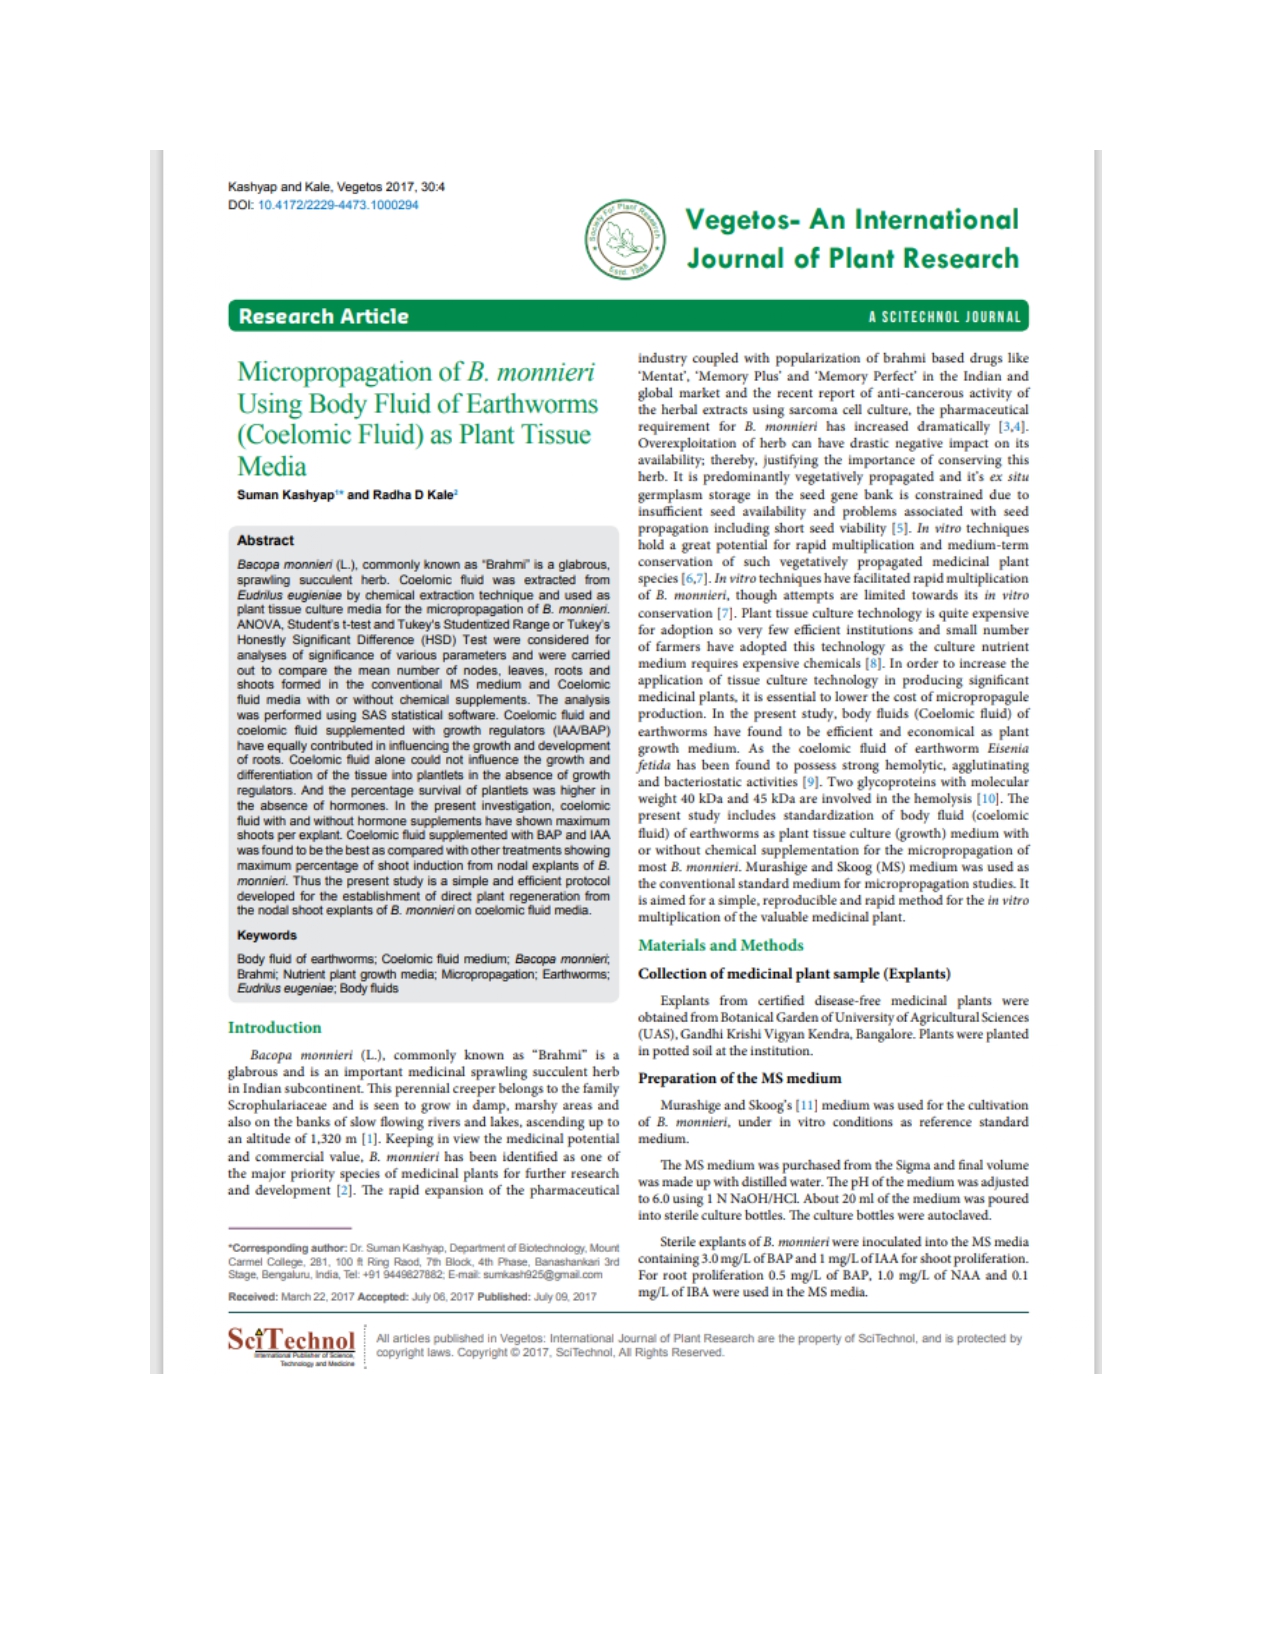 Kashyap and Kale, Vegetos 2017, 30:4
DOI: 10.4172/2229-4473.1000294
Society For Plant Research
Estd. 1988
Vegetos- An International
Journal of Plant Research
Research Article
A SCITECHNOL JOURNAL
Micropropagation of B. monnieri
Using Body Fluid of Earthworms
(Coelomic Fluid) as Plant Tissue
Media
Suman Kashyap1* and Radha D Kale2
Abstract
Bacopa monnieri (L.), commonly known as “Brahmi” is a glabrous,
sprawling succulent herb. Coelomic fluid was extracted from
Eudrilus eugieniae by chemical extraction technique and used as
plant tissue culture media for the micropropagation of B. monnieri.
ANOVA, Student's t-test and Tukey's Studentized Range or Tukey's
Honestly Significant Difference (HSD) Test were considered for
analyses of significance of various parameters and were carried
out to compare the mean number of nodes, leaves, roots and
shoots formed in the conventional MS medium and Coelomic
fluid media with or without chemical supplements. The analysis
was performed using SAS statistical software. Coelomic fluid and
coelomic fluid supplemented with growth regulators (IAA/BAP)
have equally contributed in influencing the growth and development
of roots. Coelomic fluid alone could not influence the growth and
differentiation of the tissue into plantlets in the absence of growth
regulators. And the percentage survival of plantlets was higher in
the absence of hormones. In the present investigation, coelomic
fluid with and without hormone supplements have shown maximum
shoots per explant. Coelomic fluid supplemented with BAP and IAA
was found to be the best as compared with other treatments showing
maximum percentage of shoot induction from nodal explants of B.
monnieri. Thus the present study is a simple and efficient protocol
developed for the establishment of direct plant regeneration from
the nodal shoot explants of B. monnieri on coelomic fluid media.
Keywords
Body fluid of earthworms; Coelomic fluid medium; Bacopa monnieri;
Brahmi; Nutrient plant growth media; Micropropagation; Earthworms;
Eudrilus eugeniae; Body fluids
Introduction
Bacopa monnieri (L.), commonly known as “Brahmi” is a
glabrous and is an important medicinal sprawling succulent herb
in Indian subcontinent. This perennial creeper belongs to the family
Scrophulariaceae and is seen to grow in damp, marshy areas and
also on the banks of slow flowing rivers and lakes, ascending up to
an altitude of 1,320 m [1]. Keeping in view the medicinal potential
and commercial value, B. monnieri has been identified as one of
the major priority species of medicinal plants for further research
and development [2]. The rapid expansion of the pharmaceutical
*Corresponding author: Dr. Suman Kashyap, Department of Biotechnology, Mount
Carmel College, 281, 100 ft Ring Raod, 7th Block, 4th Phase, Banashankari 3rd
Stage, Bengaluru, India, Tel: +91 9449827882; E-mail: sumkash925@gmail.com
Received: March 22, 2017 Accepted: July 06, 2017 Published: July 09, 2017
industry coupled with popularization of brahmi based drugs like
‘Mentat’, ‘Memory Plus’ and ‘Memory Perfect’ in the Indian and
global market and the recent report of anti-cancerous activity of
the herbal extracts using sarcoma cell culture, the pharmaceutical
requirement for B. monnieri has increased dramatically [3,4].
Overexploitation of herb can have drastic negative impact on its
availability; thereby, justifying the importance of conserving this
herb. It is predominantly vegetatively propagated and it’s ex situ
germplasm storage in the seed gene bank is constrained due to
insufficient seed availability and problems associated with seed
propagation including short seed viability [5]. In vitro techniques
hold a great potential for rapid multiplication and medium-term
conservation of such vegetatively propagated medicinal plant
species [6,7]. In vitro techniques have facilitated rapid multiplication
of B. monnieri, though attempts are limited towards its in vitro
conservation [7]. Plant tissue culture technology is quite expensive
for adoption so very few efficient institutions and small number
of farmers have adopted this technology as the culture nutrient
medium requires expensive chemicals [8]. In order to increase the
application of tissue culture technology in producing significant
medicinal plants, it is essential to lower the cost of micropropagule
production. In the present study, body fluids (Coelomic fluid) of
earthworms have found to be efficient and economical as plant
growth medium. As the coelomic fluid of earthworm Eisenia
fetida has been found to possess strong hemolytic, agglutinating
and bacteriostatic activities [9]. Two glycoproteins with molecular
weight 40 kDa and 45 kDa are involved in the hemolysis [10]. The
present study includes standardization of body fluid (coelomic
fluid) of earthworms as plant tissue culture (growth) medium with
or without chemical supplementation for the micropropagation of
most B. monnieri. Murashige and Skoog (MS) medium was used as
the conventional standard medium for micropropagation studies. It
is aimed for a simple, reproducible and rapid method for the in vitro
multiplication of the valuable medicinal plant.
Materials and Methods
Collection of medicinal plant sample (Explants)
Explants from certified disease-free medicinal plants were
obtained from Botanical Garden of University of Agricultural Sciences
(UAS), Gandhi Krishi Vigyan Kendra, Bangalore. Plants were planted
in potted soil at the institution.
Preparation of the MS medium
Murashige and Skoog’s [11] medium was used for the cultivation
of B. monnieri, under in vitro conditions as reference standard
medium.
The MS medium was purchased from the Sigma and final volume
was made up with distilled water. The pH of the medium was adjusted
to 6.0 using 1 N NaOH/HCl. About 20 ml of the medium was poured
into sterile culture bottles. The culture bottles were autoclaved.
Sterile explants of B. monnieri were inoculated into the MS media
containing 3.0 mg/L of BAP and 1 mg/L of IAA for shoot proliferation.
For root proliferation 0.5 mg/L of BAP, 1.0 mg/L of NAA and 0.1
mg/L of IBA were used in the MS media.
SciTechnol
International Publisher of Science,
Technology and Medicine
All articles published in Vegetos: International Journal of Plant Research are the property of SciTechnol, and is protected by
copyright laws. Copyright © 2017, SciTechnol, All Rights Reserved.